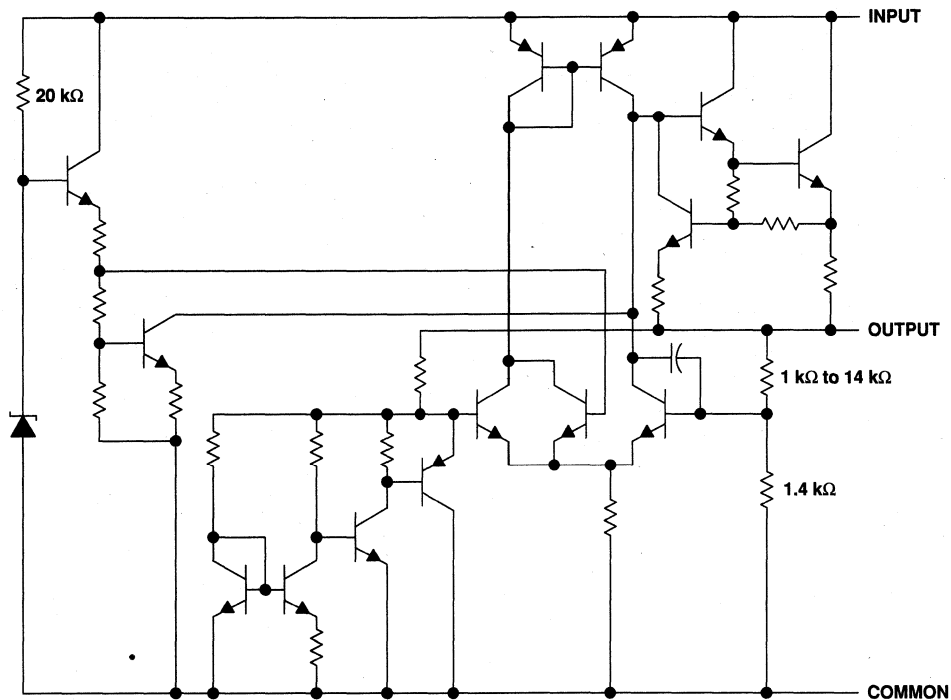 INPUT
20 kΩ
OUTPUT
1 kΩ to 14 kΩ
1.4 kΩ
COMMON